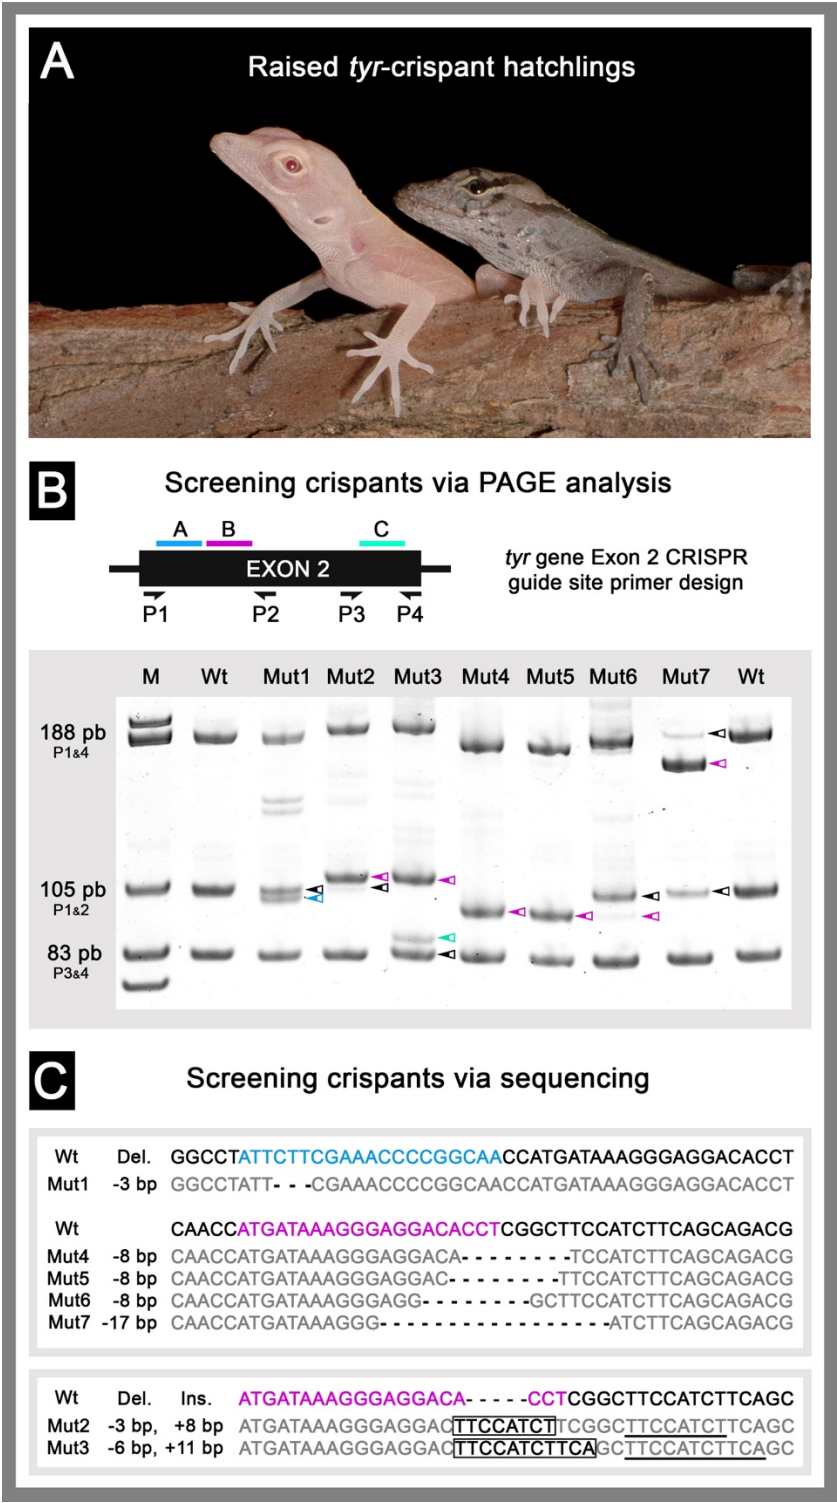 A
Raised tyr-crispant hatchlings
B
Screening crispants via PAGE analysis
A B C
EXON 2
P1 P2 P3 P4
tyr gene Exon 2 CRISPR
guide site primer design
M Wt Mut1 Mut2 Mut3 Mut4 Mut5 Mut6 Mut7 Wt
188 pb
P1&4
105 pb
P1&2
83 pb
P3&4
C
Screening crispants via sequencing
Wt Del. GGCCTATTCTTCGAAACCCCGGCAACCATGATAAAGGGAGGACACCT
Mut1 -3 bp GGCCTATT---CGAAACCCCGGCAACCATGATAAAGGGAGGACACCT
Wt CAACCATGATAAAGGGAGGACACCTCGGCTTCCATCTTCAGCAGACG
Mut4 -8 bp CAACCATGATAAAGGGAGGACA--------TCCATCTTCAGCAGACG
Mut5 -8 bp CAACCATGATAAAGGGAGGAC--------TTCCATCTTCAGCAGACG
Mut6 -8 bp CAACCATGATAAAGGGAGG--------GCTTCCATCTTCAGCAGACG
Mut7 -17 bp CAACCATGATAAAGGG-----------------ATCTTCAGCAGACG
Wt Del. Ins. ATGATAAAGGGAGGACA-----CCTCGGCTTCCATCTTCAGC
Mut2 -3 bp, +8 bp ATGATAAAGGGAGGACTTCCATCTTCGGCTTCCATCTTCAGC
Mut3 -6 bp, +11 bp ATGATAAAGGGAGGACTTCCATCTTCAGCTTCCATCTTCAGC